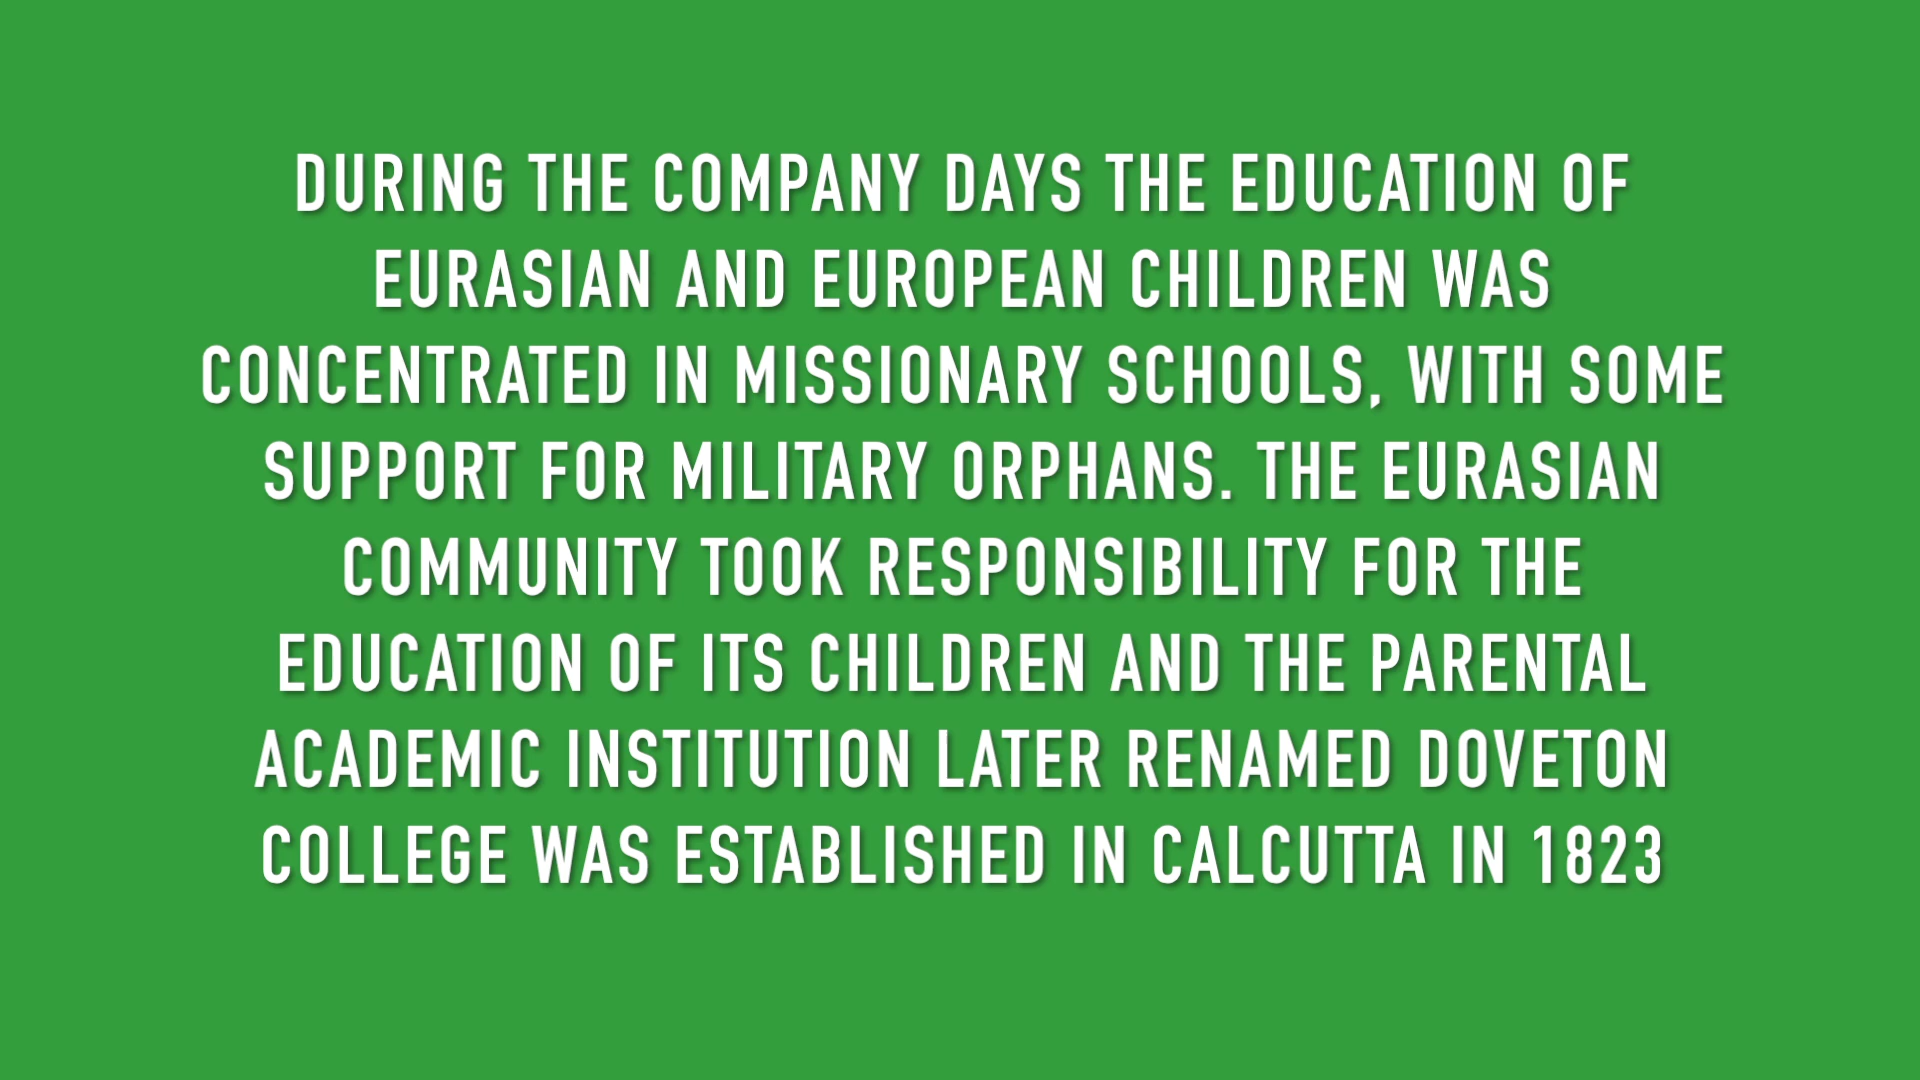 DURING THE COMPANY DAYS THE EDUCATION OF
EURASIAN AND EUROPEAN CHILDREN WAS
CONCENTRATED IN MISSIONARY SCHOOLS, WITH SOME
SUPPORT FOR MILITARY ORPHANS. THE EURASIAN
COMMUNITY TOOK RESPONSIBILITY FOR THE
EDUCATION OF ITS CHILDREN AND THE PARENTAL
ACADEMIC INSTITUTION LATER RENAMED DOVETON
COLLEGE WAS ESTABLISHED IN CALCUTTA IN 1823